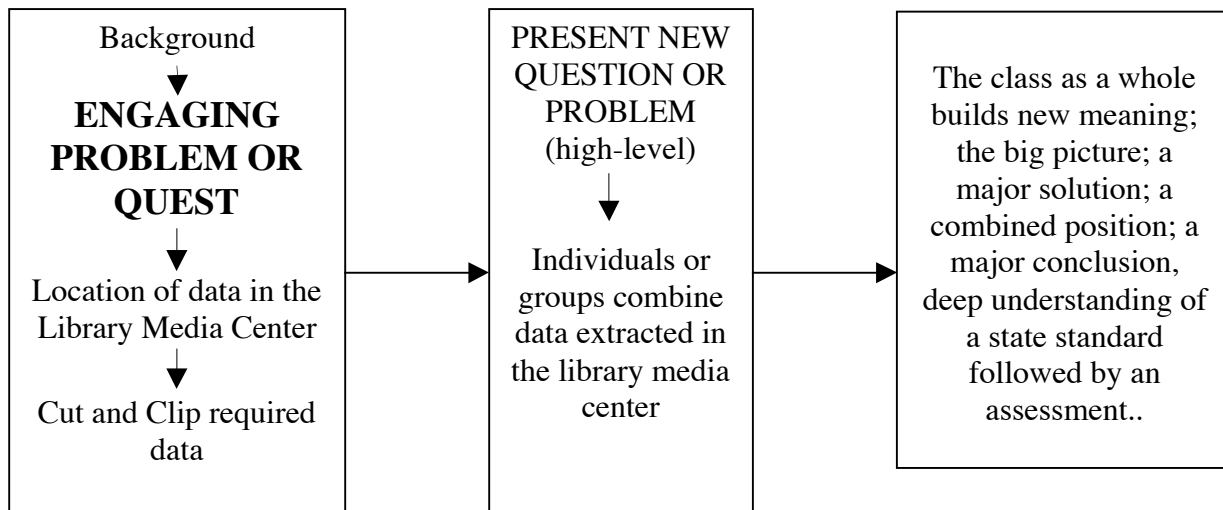 Background
ENGAGING
PROBLEM OR
QUEST
Location of data in the
Library Media Center
Cut and Clip required
data
PRESENT NEW
QUESTION OR
PROBLEM
(high-level)
Individuals or
groups combine
data extracted in
the library media
center
The class as a whole
builds new meaning;
the big picture; a
major solution; a
combined position; a
major conclusion,
deep understanding of
a state standard
followed by an
assessment..